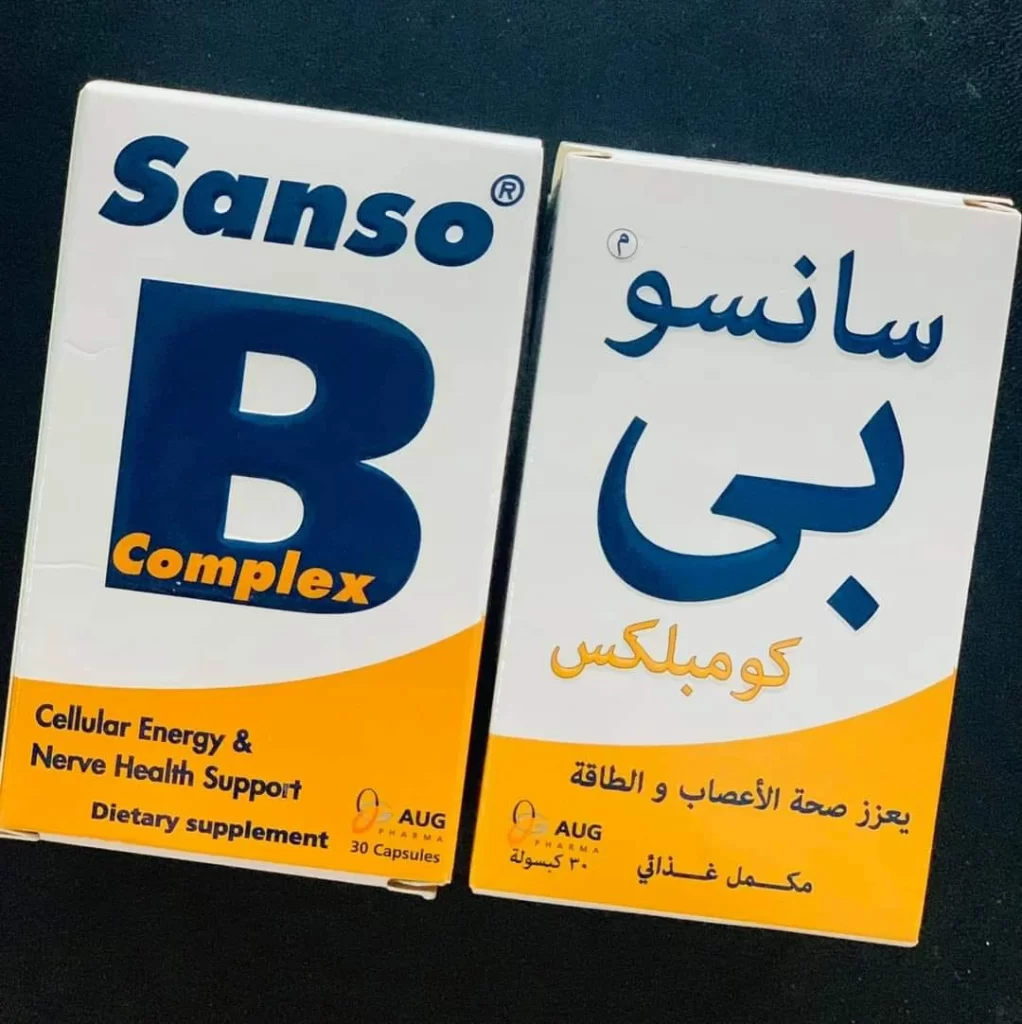 Sanso®
B
Complex
Cellular Energy &
Nerve Health Support
Dietary supplement
AUG
PHARMA
30 Capsules
م
سانسو
بى
كومبلكس
يعزز صحة الأعصاب و الطاقة
AUG
PHARMA
٣٠ كبسولة
مكمل غذائي